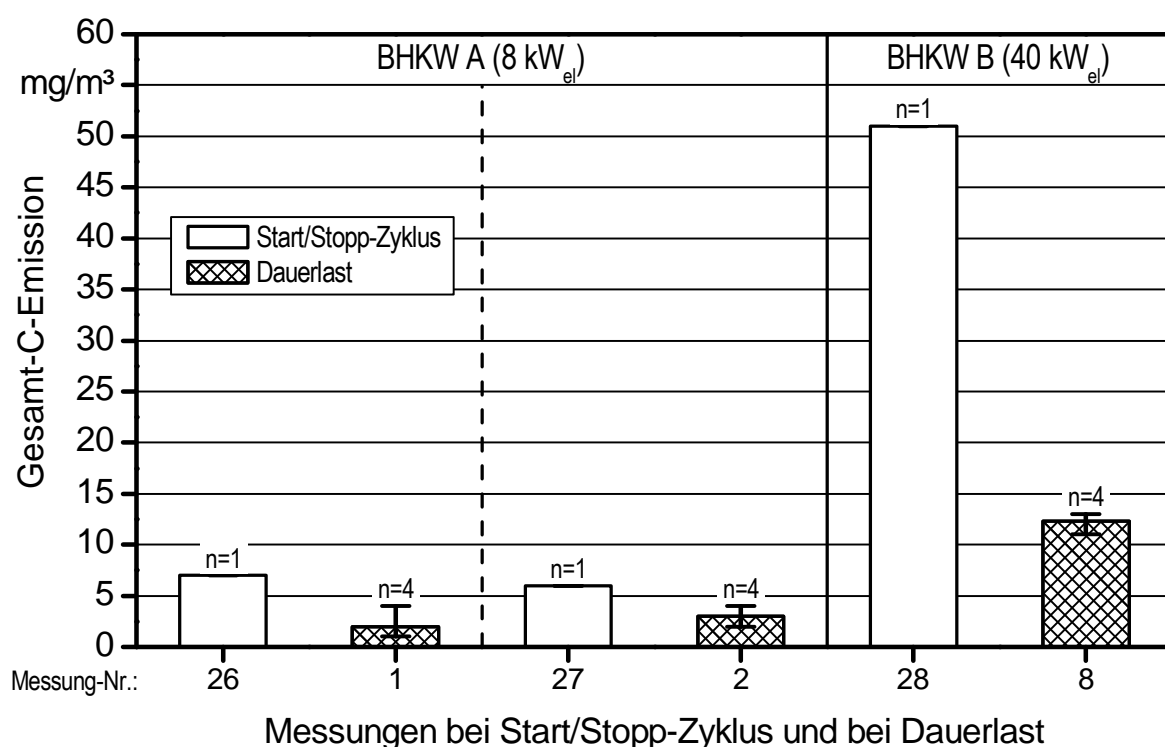 60
mg/m³
50
45
40
35
30
25
20
15
10
5
0
Gesamt-C-Emission
BHKW A (8 kWel)
BHKW B (40 kWel)
Start/Stopp-Zyklus
Dauerlast
n=1
n=4
n=1
n=4
n=1
n=4
Messung-Nr.: 26 1 27 2 28 8
Messungen bei Start/Stopp-Zyklus und bei Dauerlast